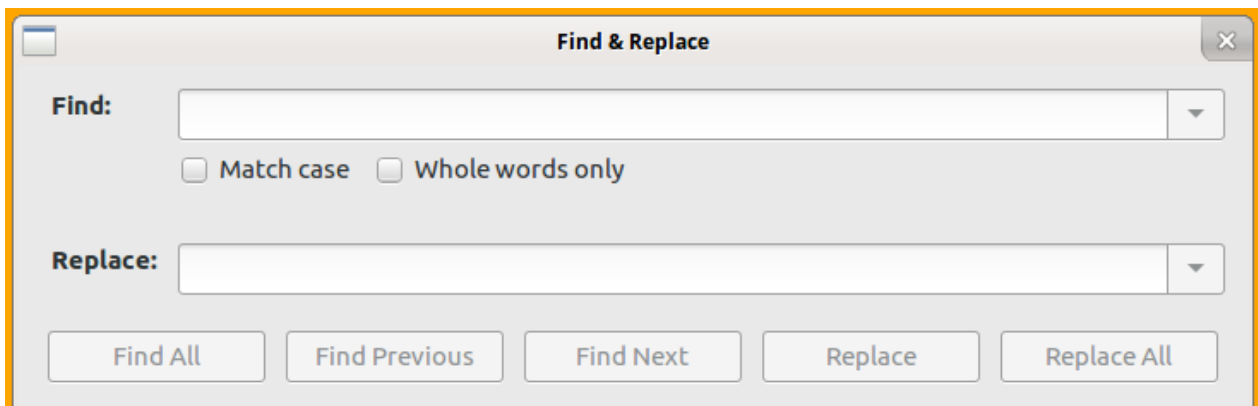 Find & Replace
Find:
Match case Whole words only
Replace:
Find All Find Previous Find Next Replace Replace All